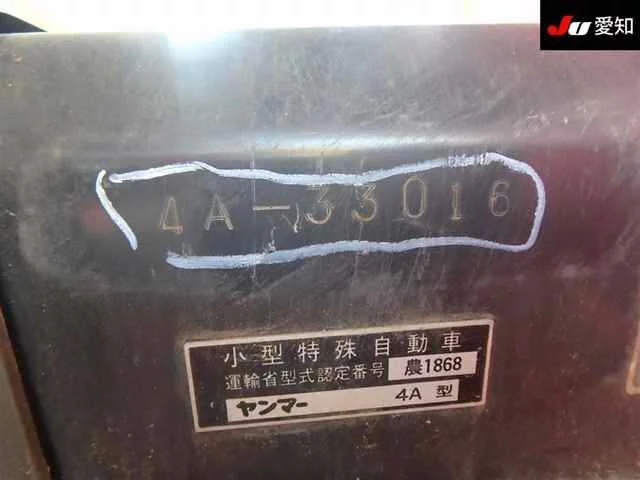 JU 愛知
4A-33016
小型特殊自動車
運輸省型式認定番号 農1868
ヤンマー 4A 型